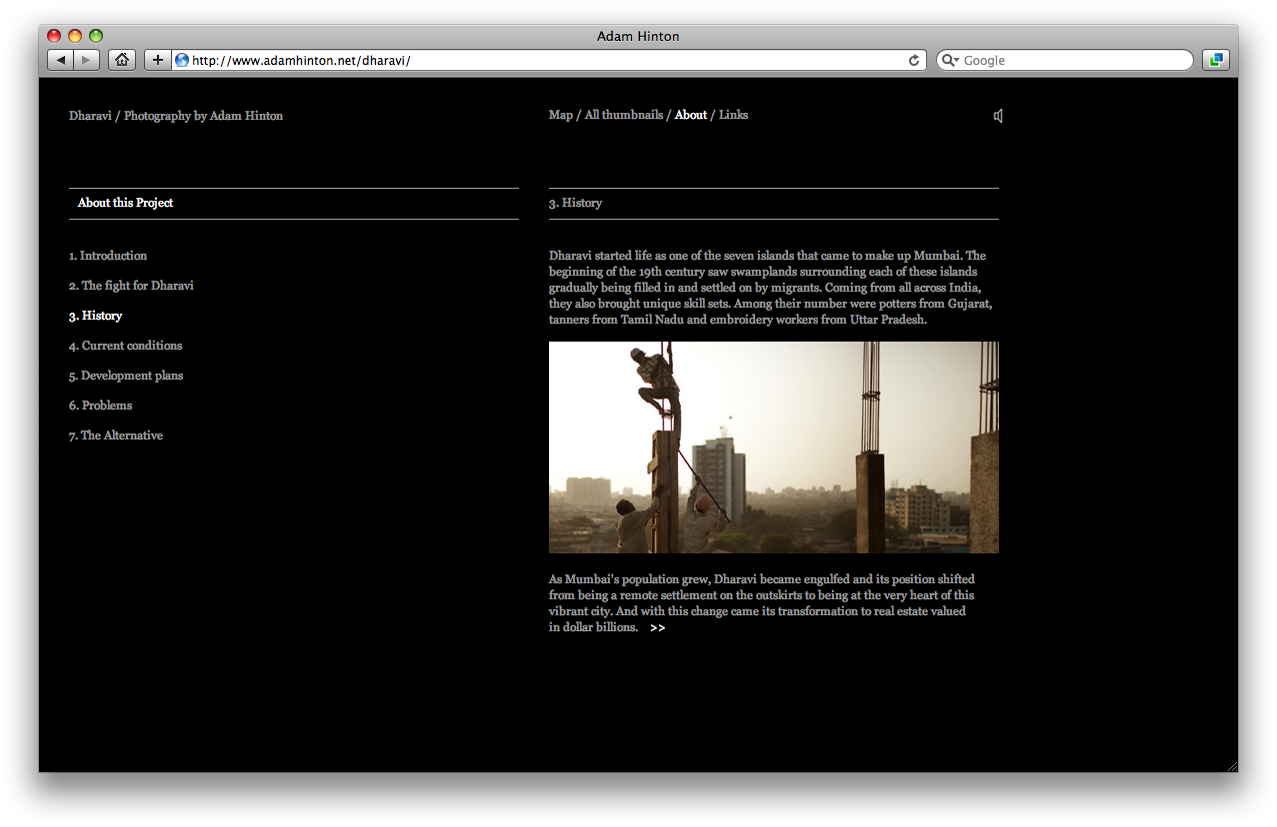 Adam Hinton
http://www.adamhinton.net/dharavi/
Google
Dharavi / Photography by Adam Hinton
Map / All thumbnails / About / Links
About this Project
1. Introduction
2. The fight for Dharavi
3. History
4. Current conditions
5. Development plans
6. Problems
7. The Alternative
3. History
Dharavi started life as one of the seven islands that came to make up Mumbai. The
beginning of the 19th century saw swamplands surrounding each of these islands
gradually being filled in and settled on by migrants. Coming from all across India,
they also brought unique skill sets. Among their number were potters from Gujarat,
tanners from Tamil Nadu and embroidery workers from Uttar Pradesh.
As Mumbai's population grew, Dharavi became engulfed and its position shifted
from being a remote settlement on the outskirts to being at the very heart of this
vibrant city. And with this change came its transformation to real estate valued
in dollar billions. >>